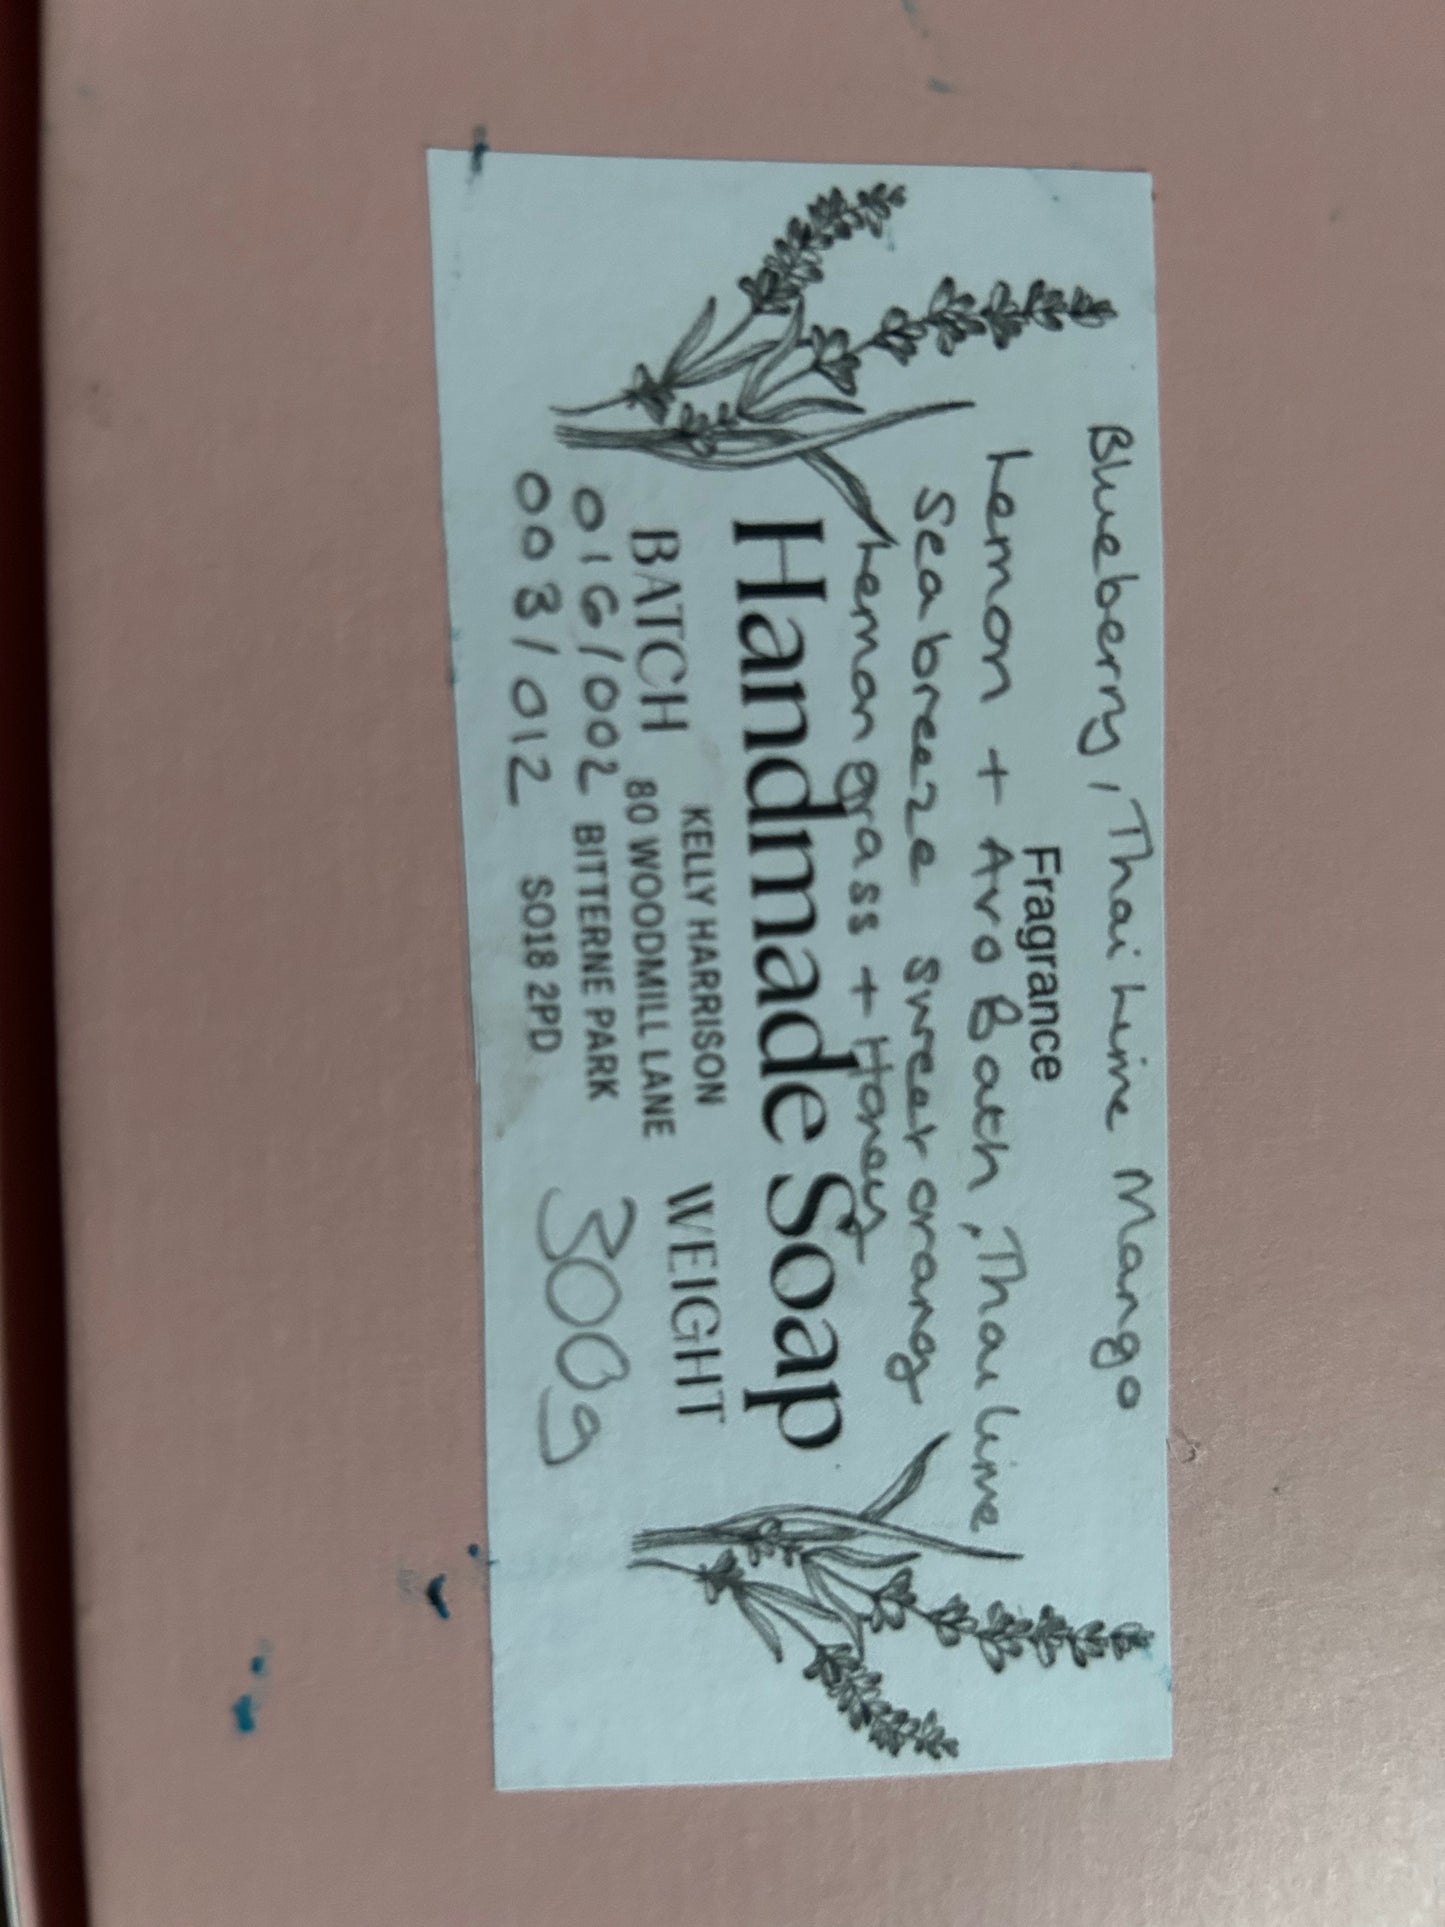 Blueberry, Thai Lime Mango
Fragrance
Lemon + Avo Bath, Thai Lime
Seabreeze sweet orang
Lemongrass + Honey
Handmade Soap
KELLY HARRISON
BATCH 80 WOODMILL LANE WEIGHT
016/002 BITTERNE PARK 300g
003/012 SO18 2PD